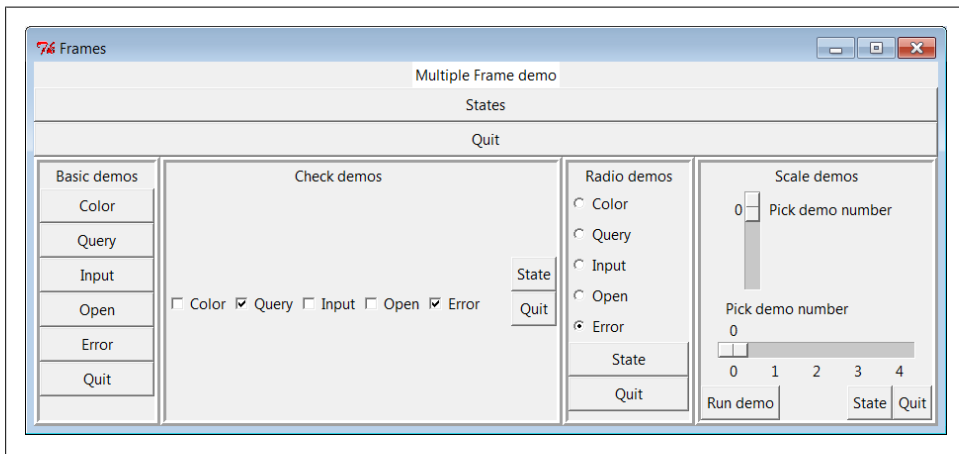 Frames
Multiple Frame demo
States
Quit
Basic demos
Color
Query
Input
Open
Error
Quit
Check demos
Color Query Input Open Error
State
Quit
Radio demos
Color
Query
Input
Open
Error
State
Quit
Scale demos
0 Pick demo number
Pick demo number
0
0 1 2 3 4
Run demo State Quit